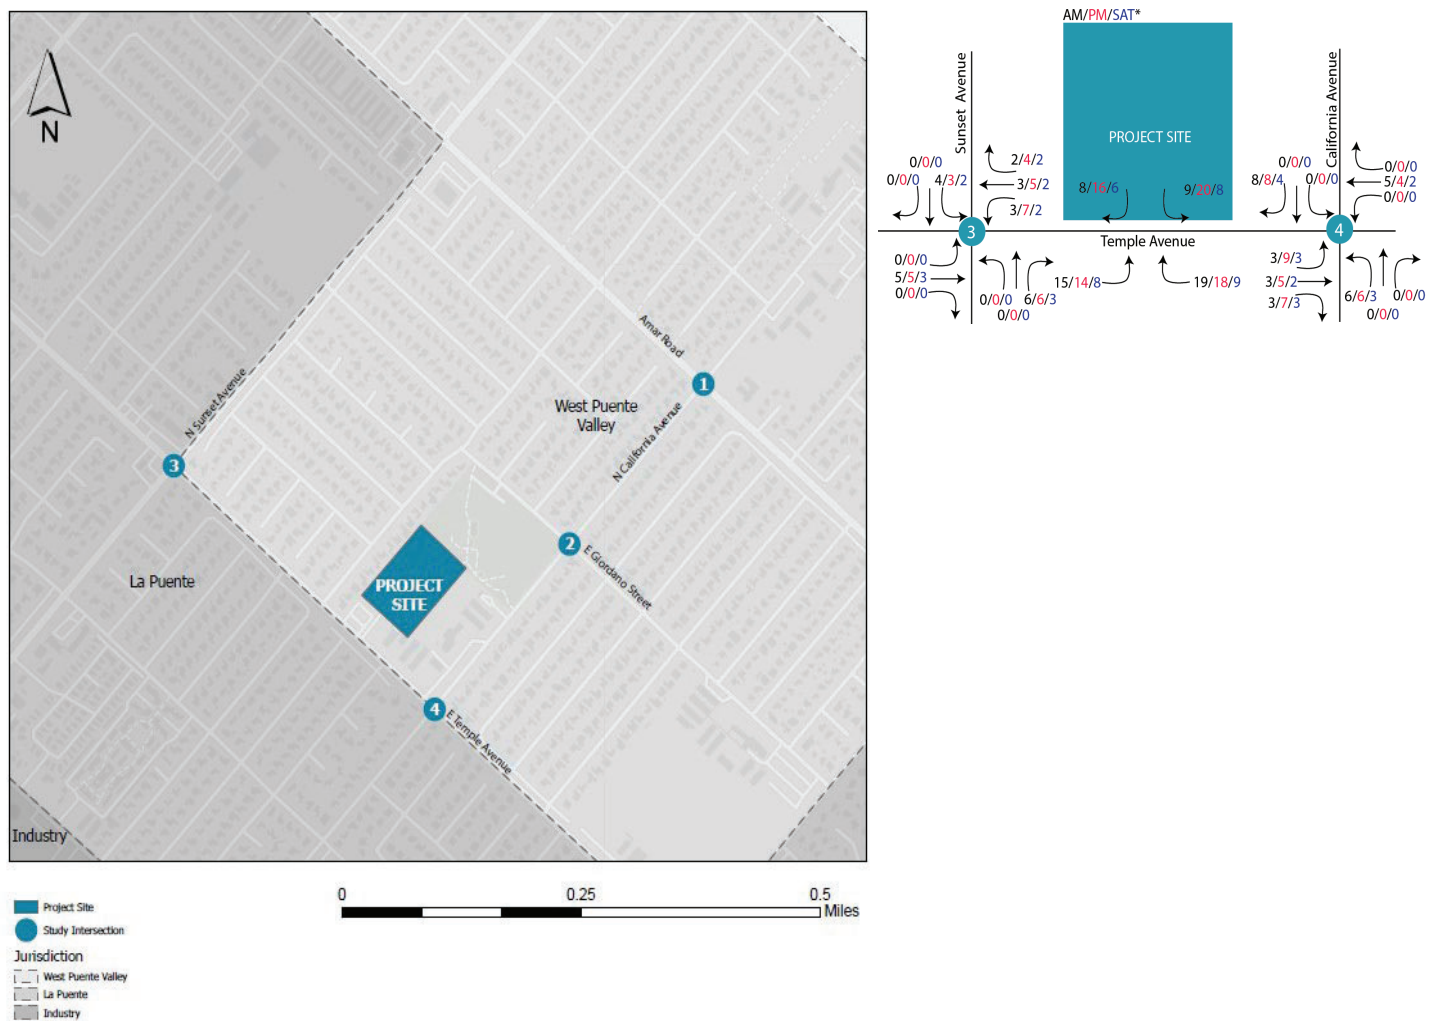 N
N Sunset Avenue
Amar Road
1
West Puente
Valley
N California Avenue
3
2
E Giordano Street
La Puente
PROJECT
SITE
4
E Temple Avenue
Industry
0
0.25
0.5
Miles
Project Site
Study Intersection
Jurisdiction
West Puente Valley
La Puente
Industry
AM/PM/SAT*
Sunset Avenue
PROJECT SITE
California Avenue
0/0/0
0/0/0
4/3/2
2/4/2
3/5/2
3/7/2
8/16/6
9/20/8
0/0/0
8/8/4
0/0/0
0/0/0
5/4/2
0/0/0
3
Temple Avenue
4
0/0/0
5/5/3
0/0/0
0/0/0
6/6/3
0/0/0
15/14/8
19/18/9
3/9/3
3/5/2
3/7/3
6/6/3
0/0/0
0/0/0